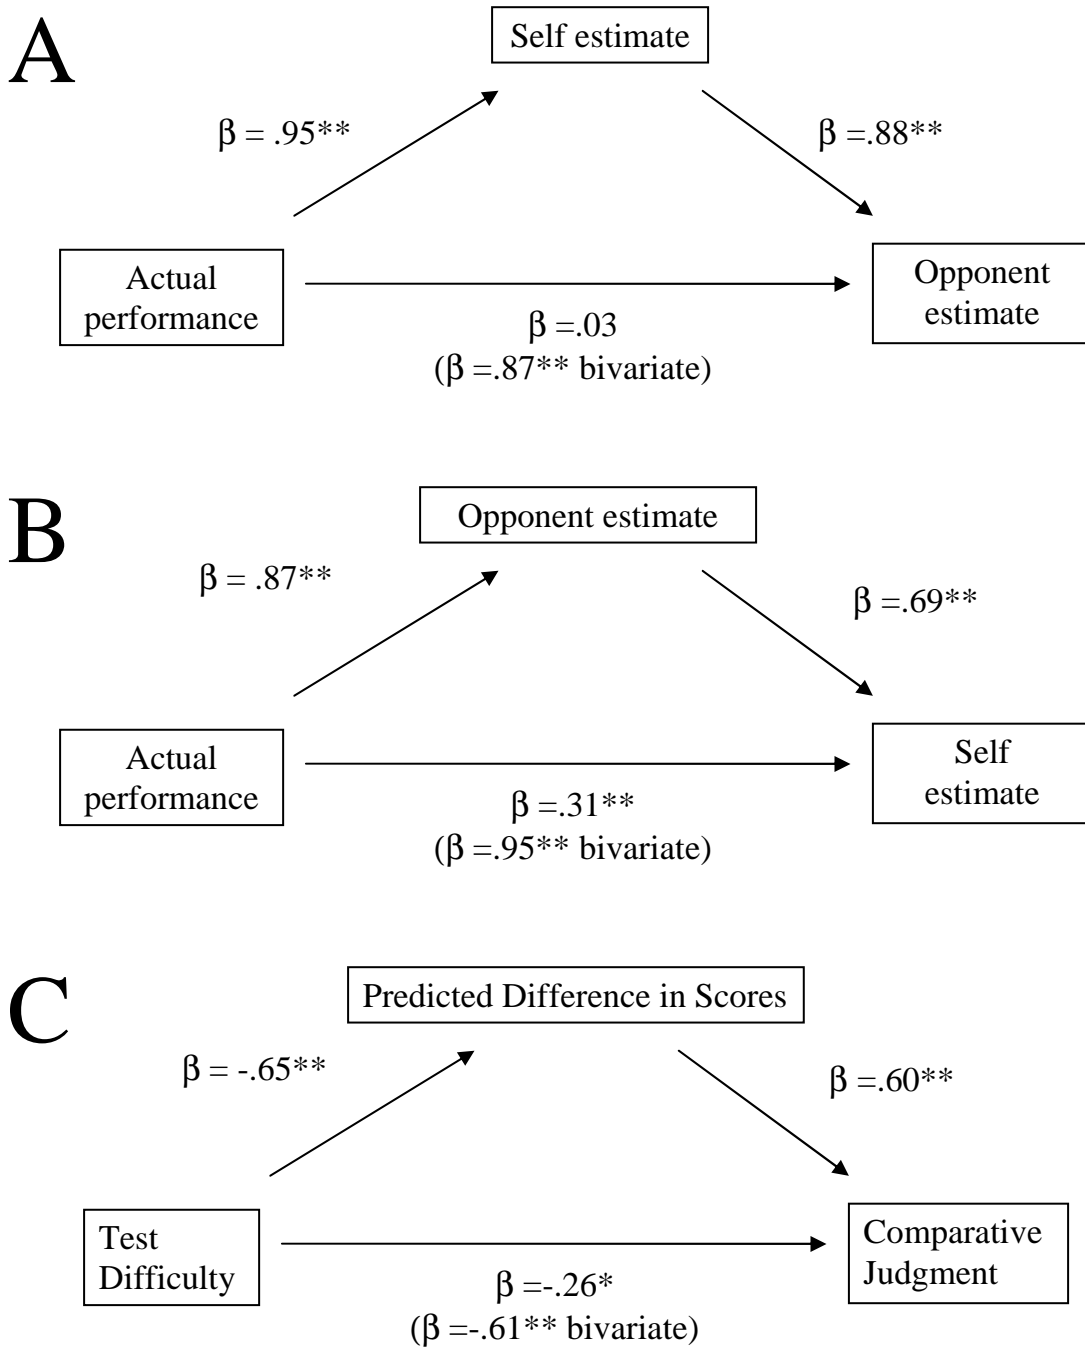 A
Self estimate
β = .95**
β =.88**
Actual
performance
Opponent
estimate
β =.03
(β =.87** bivariate)
B
Opponent estimate
β = .87**
β =.69**
Actual
performance
Self
estimate
β =.31**
(β =.95** bivariate)
C
Predicted Difference in Scores
β = -.65**
β =.60**
Test
Difficulty
Comparative
Judgment
β =-.26*
(β =-.61** bivariate)